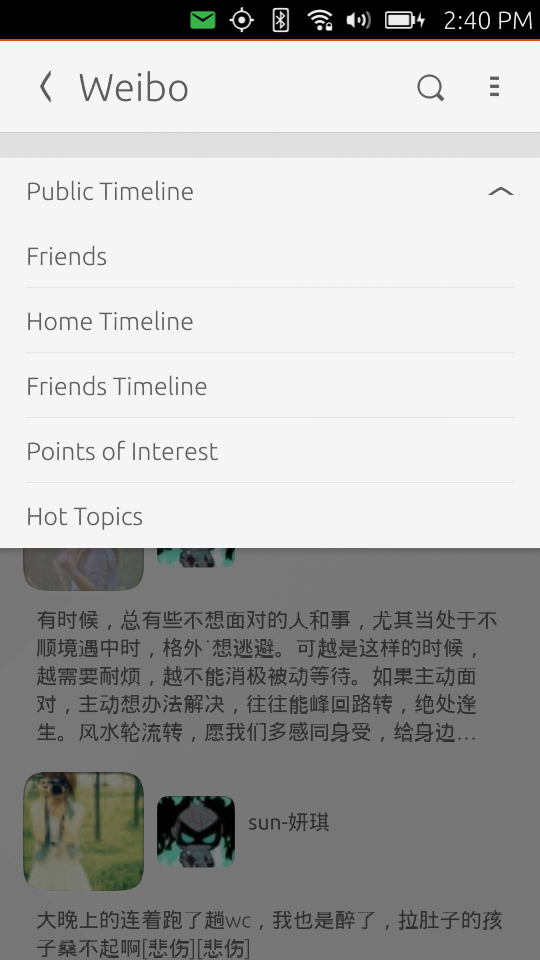 2:40 PM
Weibo
Public Timeline
Friends
Home Timeline
Friends Timeline
Points of Interest
Hot Topics
有时候，总有些不想面对的人和事，尤其当处于不
顺境遇中时，格外˙想逃避。可越是这样的时候，
越需要耐烦，越不能消极被动等待。如果主动面
对，主动想办法解决，往往能峰回路转，绝处逢
生。风水轮流转，愿我们多感同身受，给身边...
sun-妍琪
大晚上的连着跑了趟wc，我也是醉了，拉肚子的孩
子桑不起啊[悲伤][悲伤]